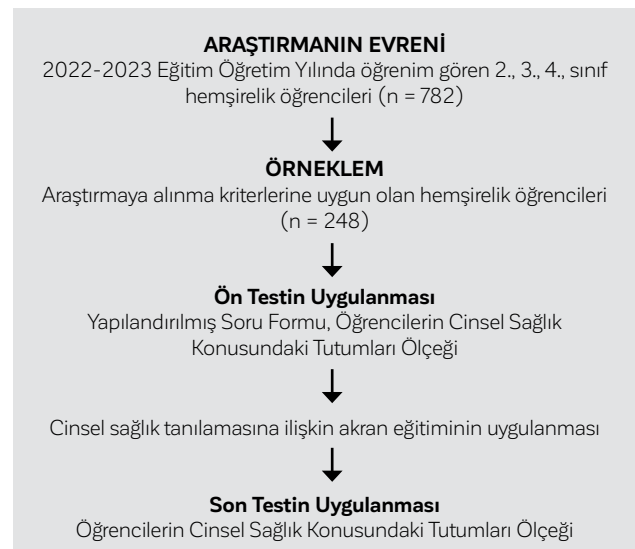 ARAŞTIRMANIN EVRENİ
2022-2023 Eğitim Öğretim Yılında öğrenim gören 2., 3., 4., sınıf
hemşirelik öğrencileri (n = 782)
ÖRNEKLEM
Araştırmaya alınma kriterlerine uygun olan hemşirelik öğrencileri
(n = 248)
Ön Testin Uygulanması
Yapılandırılmış Soru Formu, Öğrencilerin Cinsel Sağlık
Konusundaki Tutumları Ölçeği
Cinsel sağlık tanılamasına ilişkin akran eğitiminin uygulanması
Son Testin Uygulanması
Öğrencilerin Cinsel Sağlık Konusundaki Tutumları Ölçeği